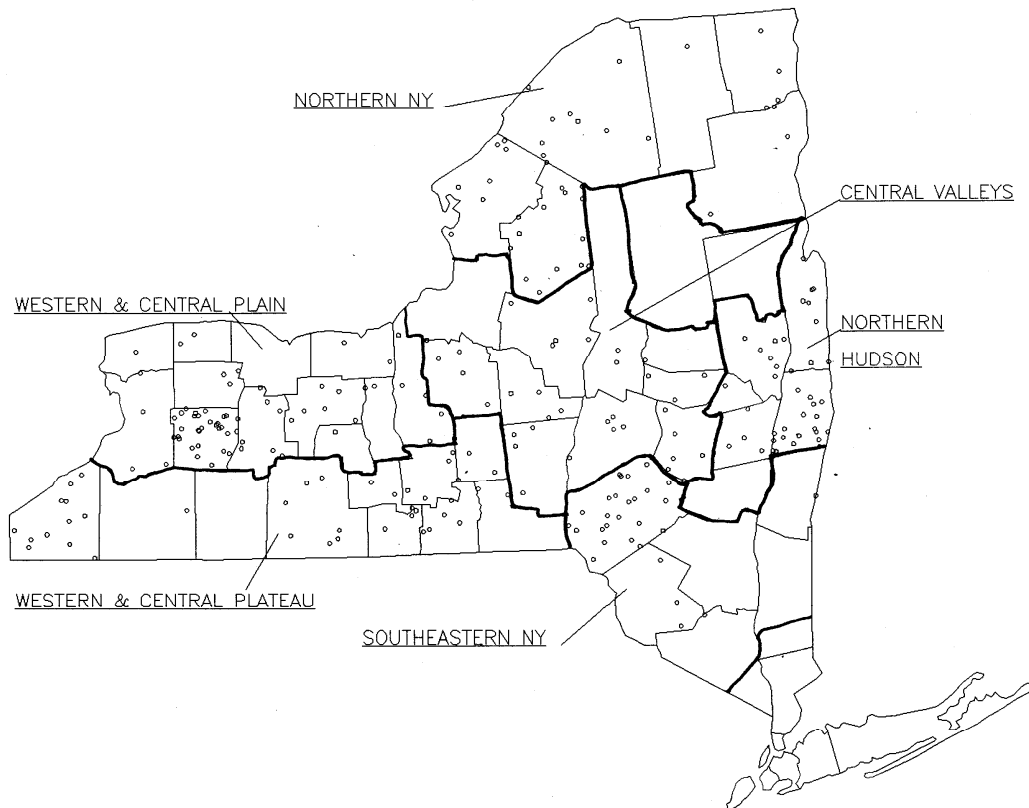 NORTHERN NY
CENTRAL VALLEYS
WESTERN & CENTRAL PLAIN
NORTHERN
HUDSON
WESTERN & CENTRAL PLATEAU
SOUTHEASTERN NY